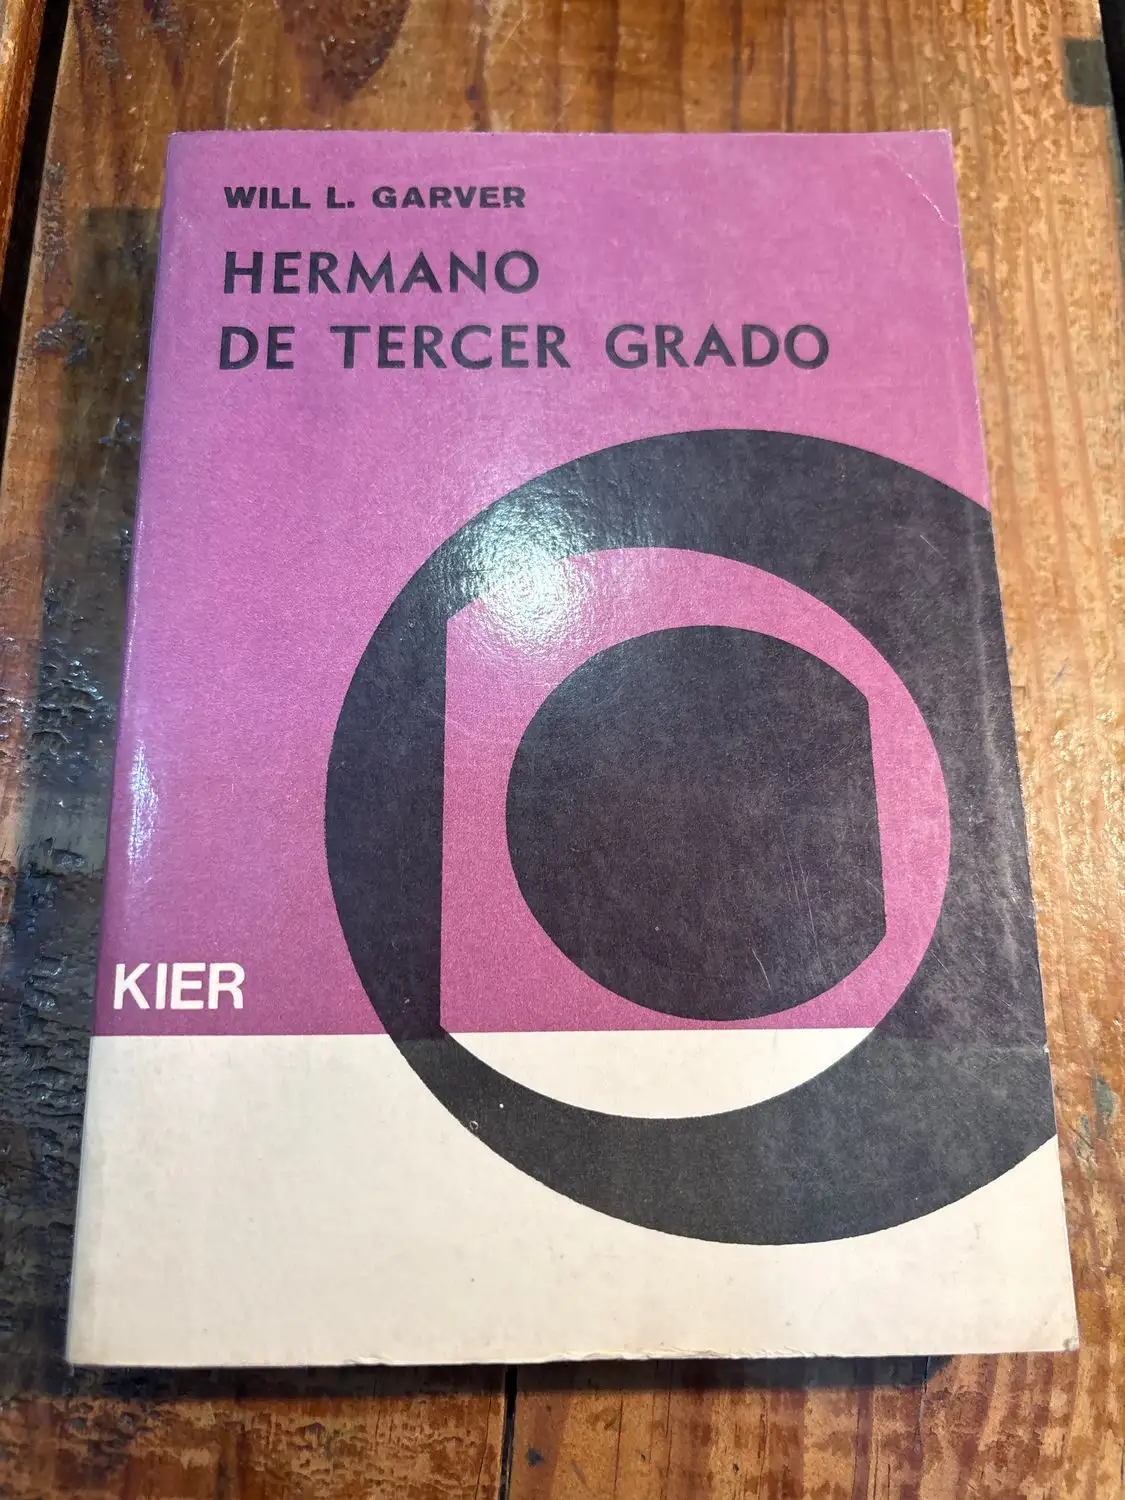 WILL L. GARVER
HERMANO
DE TERCER GRADO
KIER